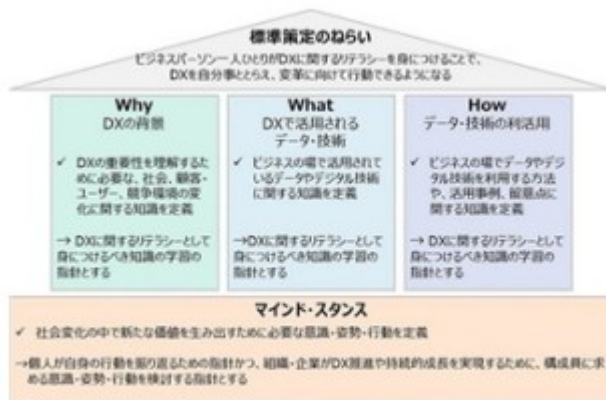 標準策定のねらい
ビジネスパーソン一人ひとりがDXに関するリテラシーを身につけることで、
DXを自分事ととらえ、変革に向けて行動できるようになる
Why
DXの背景
✓ DXの重要性を理解するた
めに必要な、社会、顧客・
ユーザー、競争環境の変
化に関する知識を定義
→ DXに関するリテラシーとして
身につけるべき知識の学習の
指針とする
What
DXで活用される
データ・技術
✓ ビジネスの場で活用されて
いるデータやデジタル技術
に関する知識を定義
→DXに関するリテラシーとして
身につけるべき知識の学習の
指針とする
How
データ・技術の利活用
✓ ビジネスの場でデータやデジ
タル技術を利用する方法
や、活用事例、留意点に
関する知識を定義
→ DXに関するリテラシーとして
身につけるべき知識の学習の
指針とする
マインド・スタンス
✓ 社会変化の中で新たな価値を生み出すために必要な意識・姿勢・行動を定義
→個人が自身の行動を振り返るための指針かつ、組織・企業がDX推進や持続的成長を実現するために、構成員に求
める意識・姿勢・行動を検討する指針とする